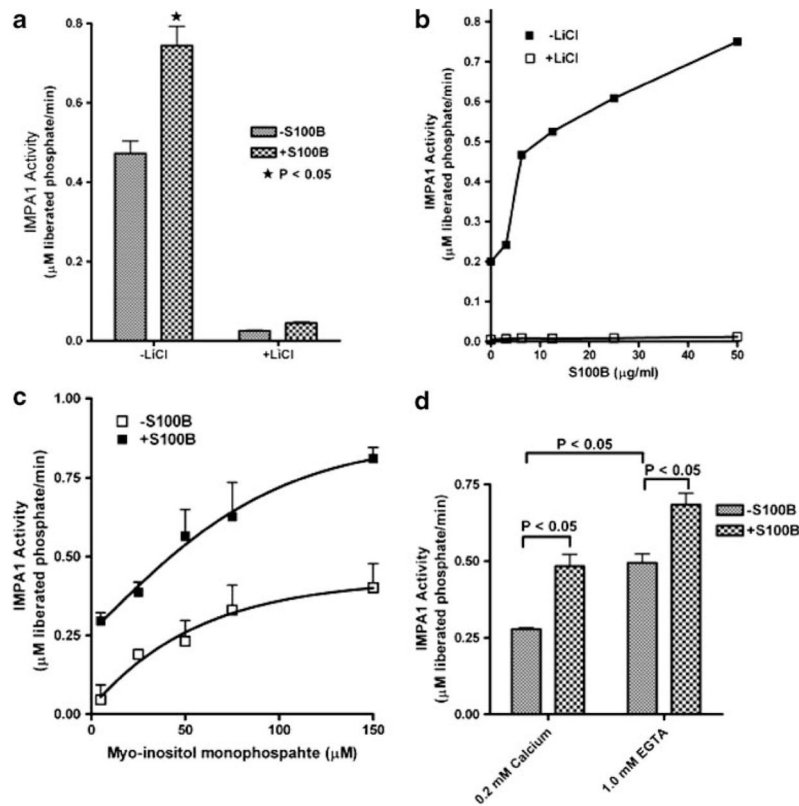 a
IMPA1 Activity
(µM liberated phosphate/min)
0.8
0.6
0.4
0.2
0.0
-LiCl
+LiCl
-S100B
+S100B
★ P < 0.05
b
IMPA1 Activity
(µM liberated phosphate/min)
0.8
0.7
0.6
0.5
0.4
0.3
0.2
0.1
0.0
0 10 20 30 40 50
S100B (µg/ml)
-LiCl
+LiCl
c
IMPA1 Activity
(µM liberated phosphate/min)
1.00
0.75
0.50
0.25
0.00
0 50 100 150
Myo-inositol monophospahte (µM)
-S100B
+S100B
d
IMPA1 Activity
(µM liberated phosphate/min)
0.75
0.50
0.25
0.00
P < 0.05
P < 0.05
P < 0.05
-S100B
+S100B
0.2 mM Calcium
1.0 mM EGTA